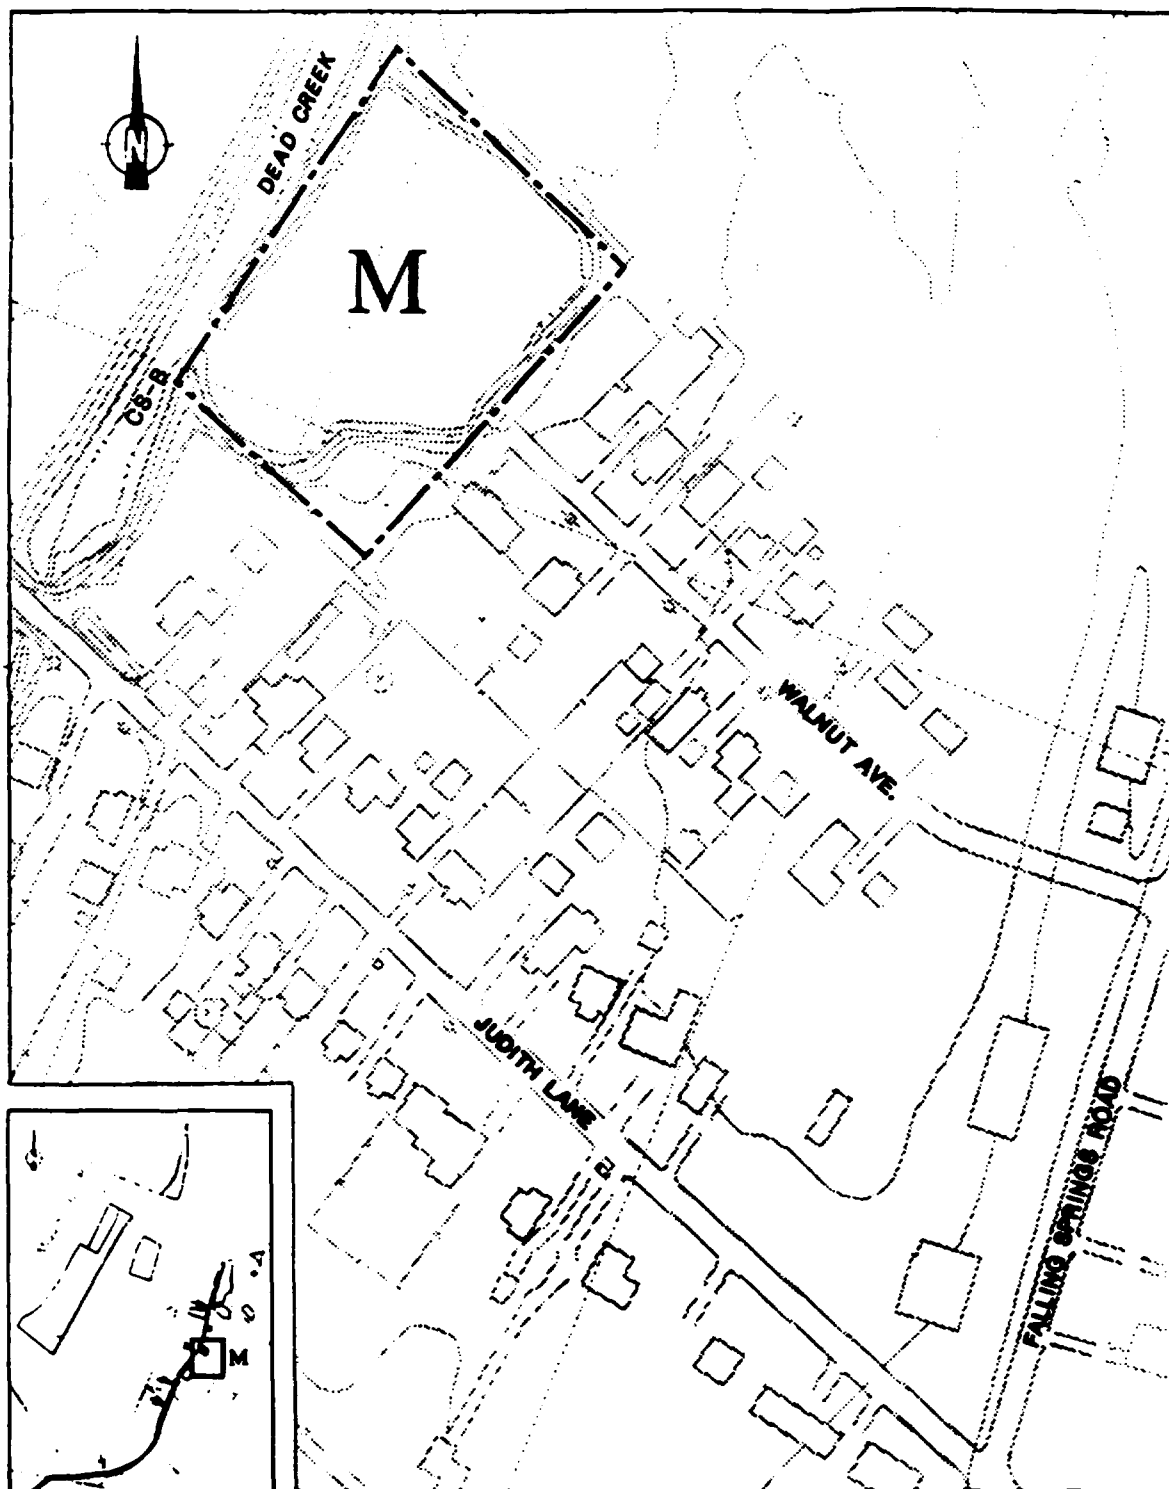 N
DEAD CREEK
M
CS-B
WALNUT AVE.
JUDITH LANE
FALLING SPRINGS ROAD
M